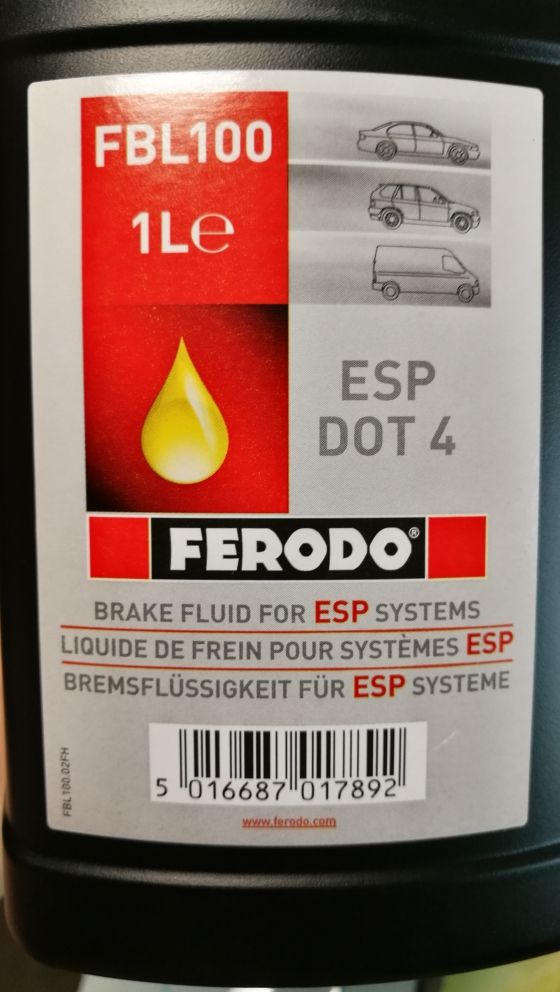 FBL100
1L℮
ESP
DOT 4
FERODO®
BRAKE FLUID FOR ESP SYSTEMS
LIQUIDE DE FREIN POUR SYSTÈMES ESP
BREMSFLÜSSIGKEIT FÜR ESP SYSTEME
FBL100.02FH
5 016687 017892
www.ferodo.com